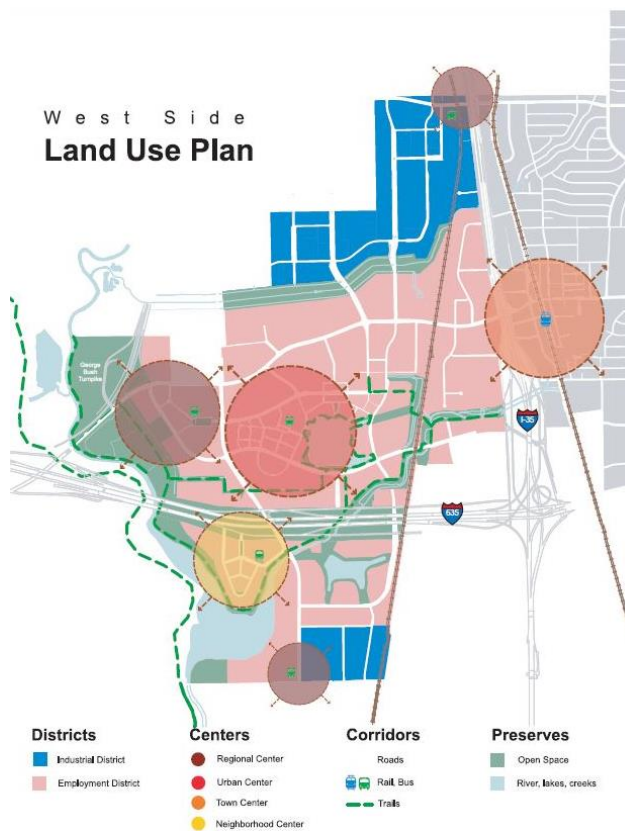 West Side
Land Use Plan
George
Bush
Turnpike
I-35
635
Districts
Industrial District
Employment District
Centers
Regional Center
Urban Center
Town Center
Neighborhood Center
Corridors
Roads
Rail, Bus
Trails
Preserves
Open Space
River, lakes, creeks